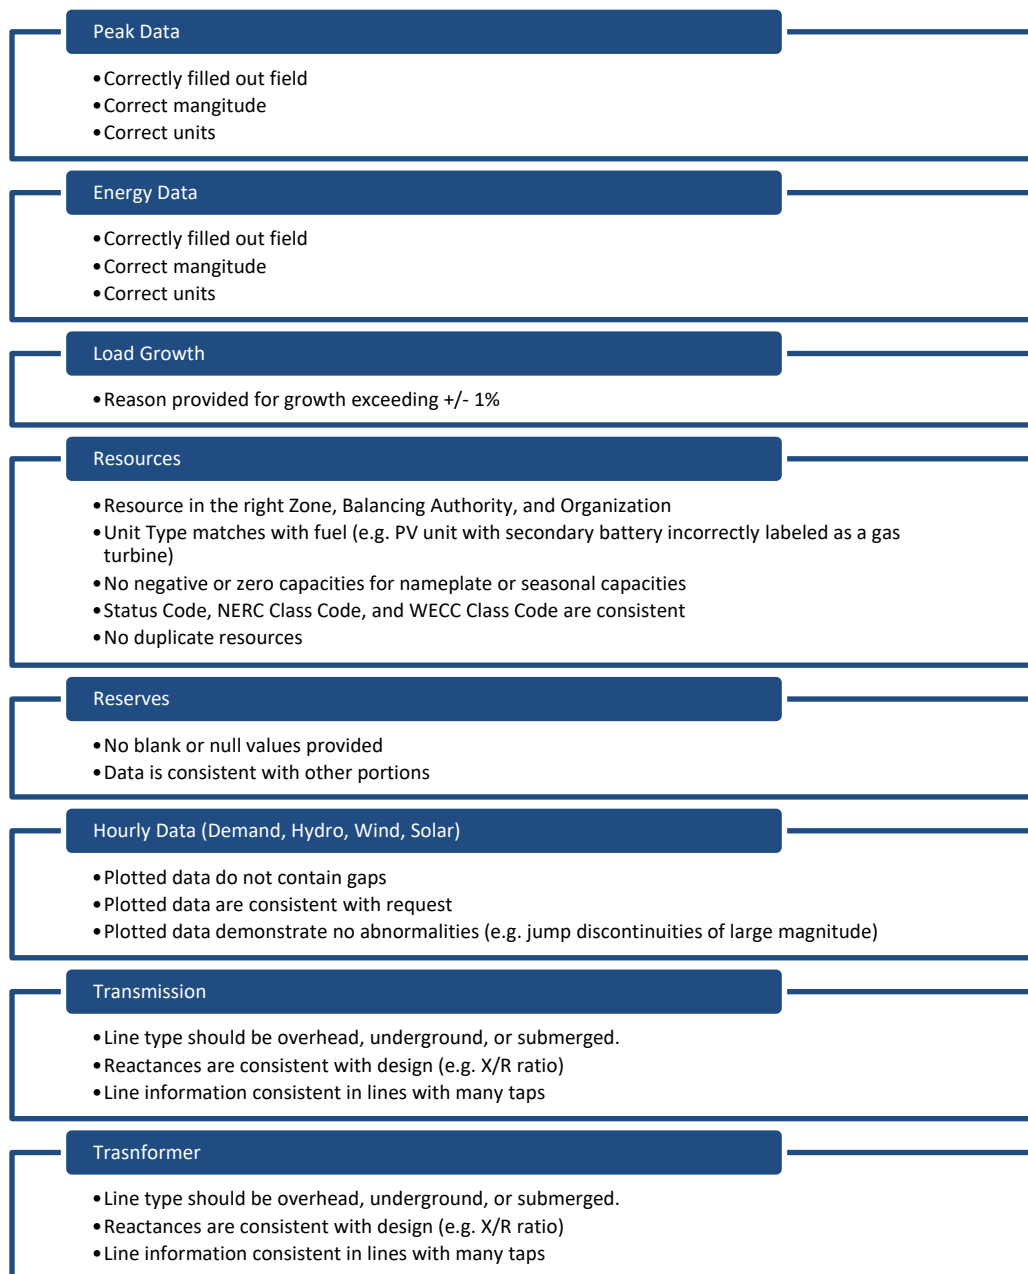 Peak Data
•Correctly filled out field
•Correct mangitude
•Correct units
Energy Data
•Correctly filled out field
•Correct mangitude
•Correct units
Load Growth
•Reason provided for growth exceeding +/- 1%
Resources
•Resource in the right Zone, Balancing Authority, and Organization
•Unit Type matches with fuel (e.g. PV unit with secondary battery incorrectly labeled as a gas
turbine)
•No negative or zero capacities for nameplate or seasonal capacities
•Status Code, NERC Class Code, and WECC Class Code are consistent
•No duplicate resources
Reserves
•No blank or null values provided
•Data is consistent with other portions
Hourly Data (Demand, Hydro, Wind, Solar)
•Plotted data do not contain gaps
•Plotted data are consistent with request
•Plotted data demonstrate no abnormalities (e.g. jump discontinuities of large magnitude)
Transmission
•Line type should be overhead, underground, or submerged.
•Reactances are consistent with design (e.g. X/R ratio)
•Line information consistent in lines with many taps
Trasnformer
•Line type should be overhead, underground, or submerged.
•Reactances are consistent with design (e.g. X/R ratio)
•Line information consistent in lines with many taps